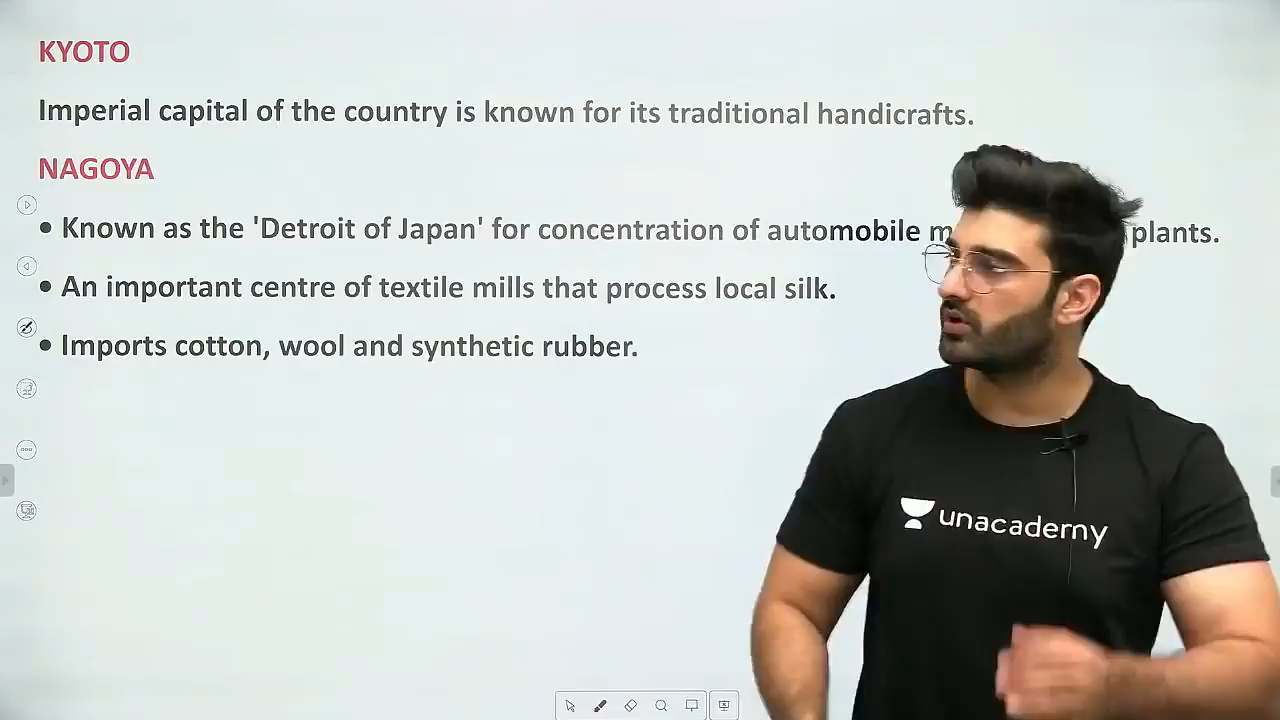 KYOTO
Imperial capital of the country is known for its traditional handicrafts.
NAGOYA
• Known as the 'Detroit of Japan' for concentration of automobile plants.
• An important centre of textile mills that process local silk.
• Imports cotton, wool and synthetic rubber.
unacademy